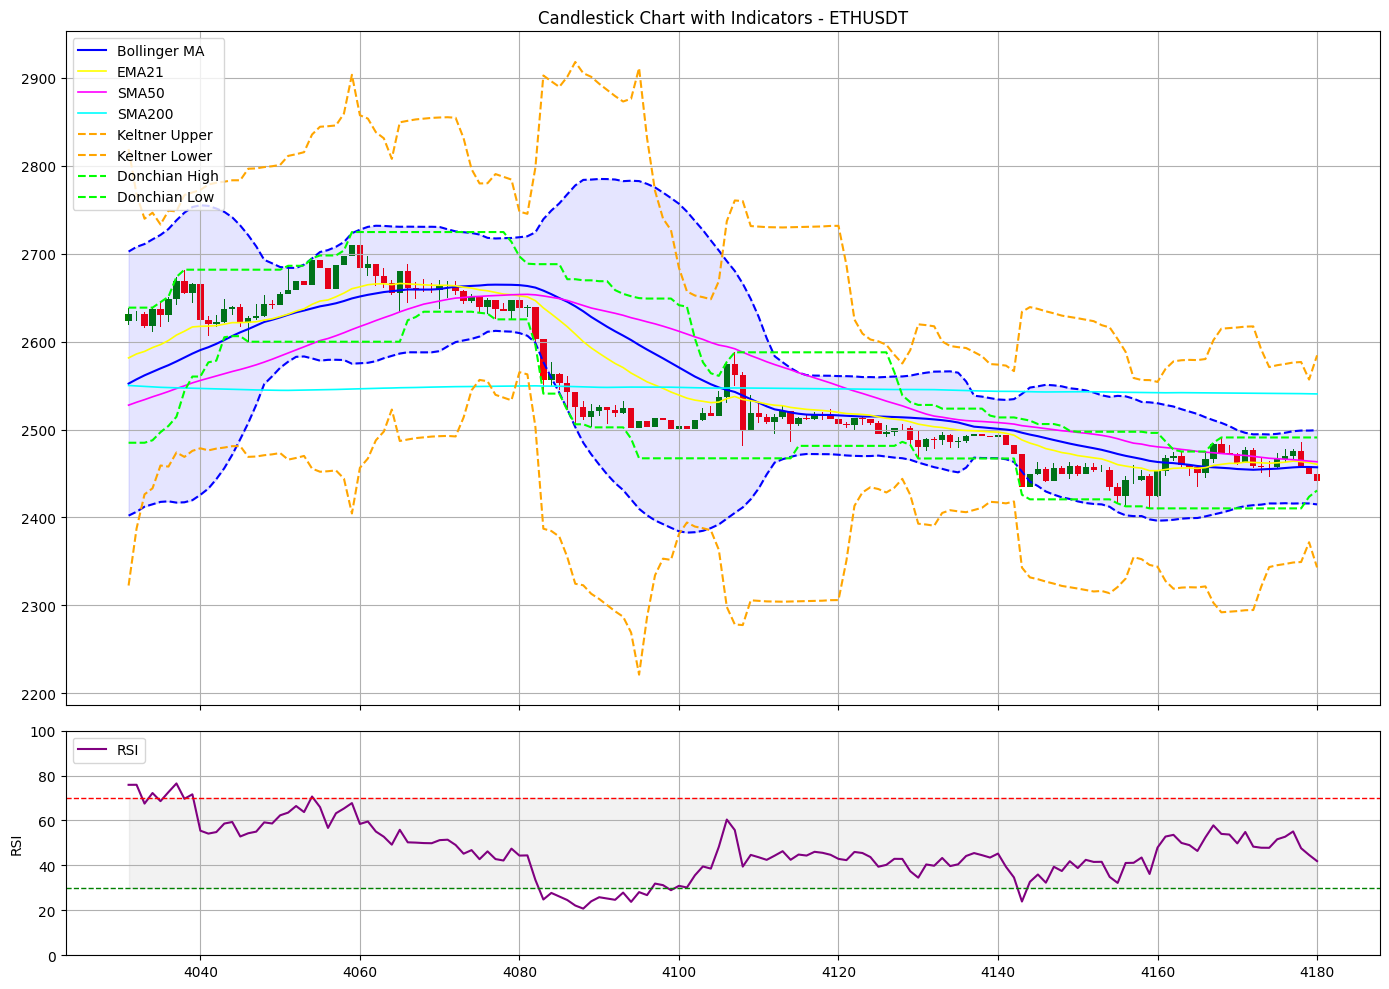 Candlestick Chart with Indicators - ETHUSDT
Bollinger MA
EMA21
SMA50
SMA200
Keltner Upper
Keltner Lower
Donchian High
Donchian Low
2900
2800
2700
2600
2500
2400
2300
2200
RSI
100
80
60
40
20
0
RSI
4040
4060
4080
4100
4120
4140
4160
4180